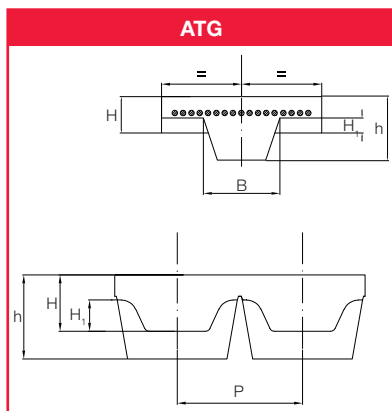 ATG
= =
H H₁ h
B
h H H₁
P